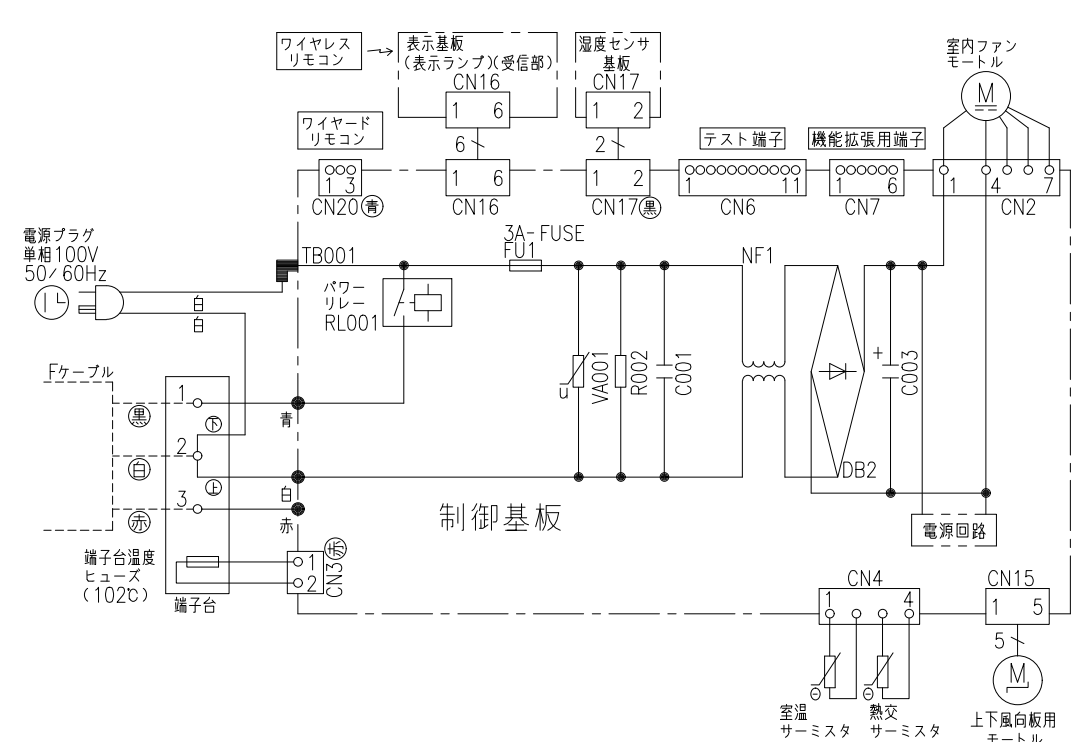 ワイヤレス
リモコン
表示基板
(表示ランプ)(受信部)
CN16
1 6
湿度センサ
基板
CN17
1 2
室内ファン
モートル
M
ワイヤード
リモコン
6
2
テスト端子
機能拡張用端子
1 3
CN20 青
1 6
CN16
1 2
CN17 黒
1 11
CN6
1 6
CN7
1 4 7
CN2
電源プラグ
単相100V
50/60Hz
TB001
3A-FUSE
FU1
NF1
白
白
パワー
リレー
RL001
u
VA001
R002
C001
+
C003
DB2
Fケーブル
1
黒
下
青
2
白
上
白
3
赤
赤
制御基板
電源回路
端子台温度
ヒューズ
(102℃)
端子台
1
2
CN3 赤
CN4
1 4
CN15
1 5
5
M
θ
θ
室温
サーミスタ
熱交
サーミスタ
上下風向板用
モートル